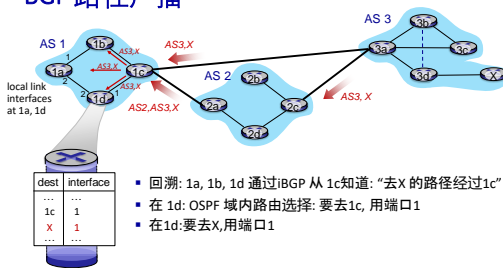 BGP 路径广播
AS 1
AS 3
AS 2
1b
1a
1c
1d
AS3,X
AS3,X
AS3,X
2
1
2
1
AS3,X
AS2,AS3,X
AS3, X
2b
2a
2c
2d
3b
3a
3c
3d
X
local link
interfaces
at 1a, 1d
dest interface
… …
1c 1
X 1
… …
▪ 回溯: 1a, 1b, 1d 通过iBGP 从 1c知道: “去X 的路径经过1c”
▪ 在 1d: OSPF 域内路由选择: 要去1c, 用端口1
▪ 在1d:要去X,用端口1